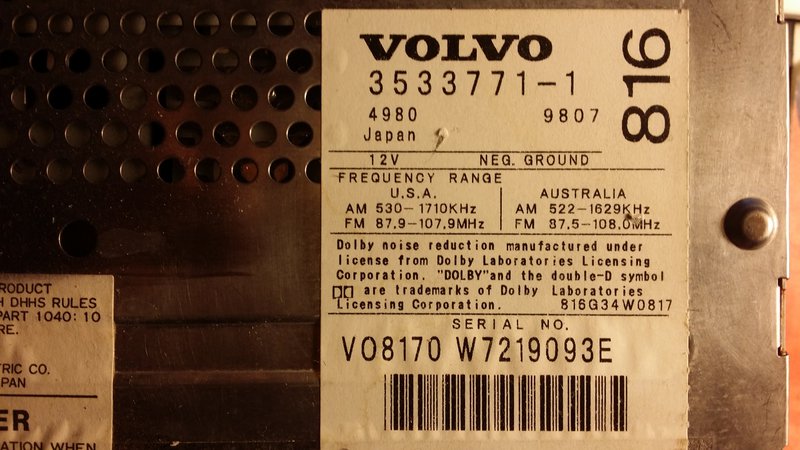 VOLVO
3533771-1
816
4980 9807
Japan
12V NEG. GROUND
FREQUENCY RANGE
U.S.A. AUSTRALIA
AM 530-1710KHz AM 522-1629KHz
FM 87.9-107.9MHz FM 87.5-108.0MHz
Dolby noise reduction manufactured under
license from Dolby Laboratories Licensing
Corporation. "DOLBY"and the double-D symbol
are trademarks of Dolby Laboratories
Licensing Corporation. 816G34W0817
SERIAL NO.
V08170 W7219093E
RODUCT
H DHHS RULES
PART 1040:10
RE.
TRIC CO.
PAN
ER
ATION WHEN